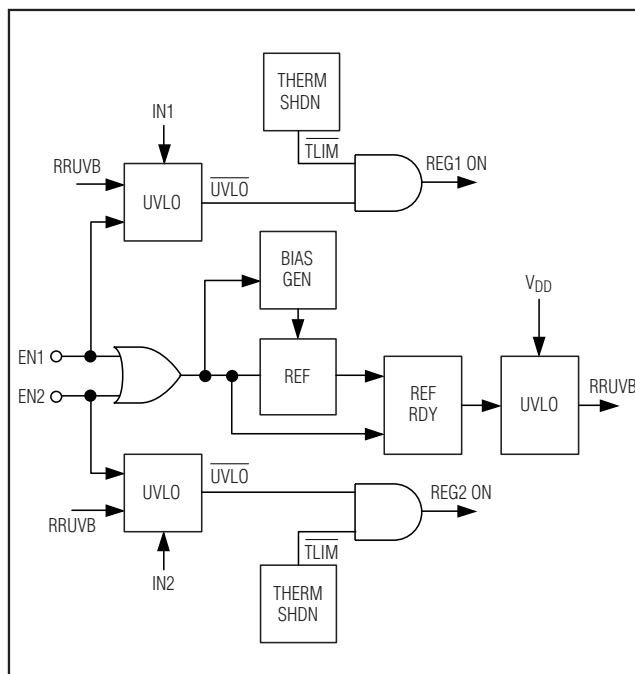 THERM
SHDN
IN1
TLIM
REG1 ON
RRUVB
UVLO
UVLO
BIAS
GEN
VDD
EN1
REF
REF
RDY
UVLO
RRUVB
EN2
UVLO
UVLO
REG2 ON
RRUVB
TLIM
IN2
THERM
SHDN